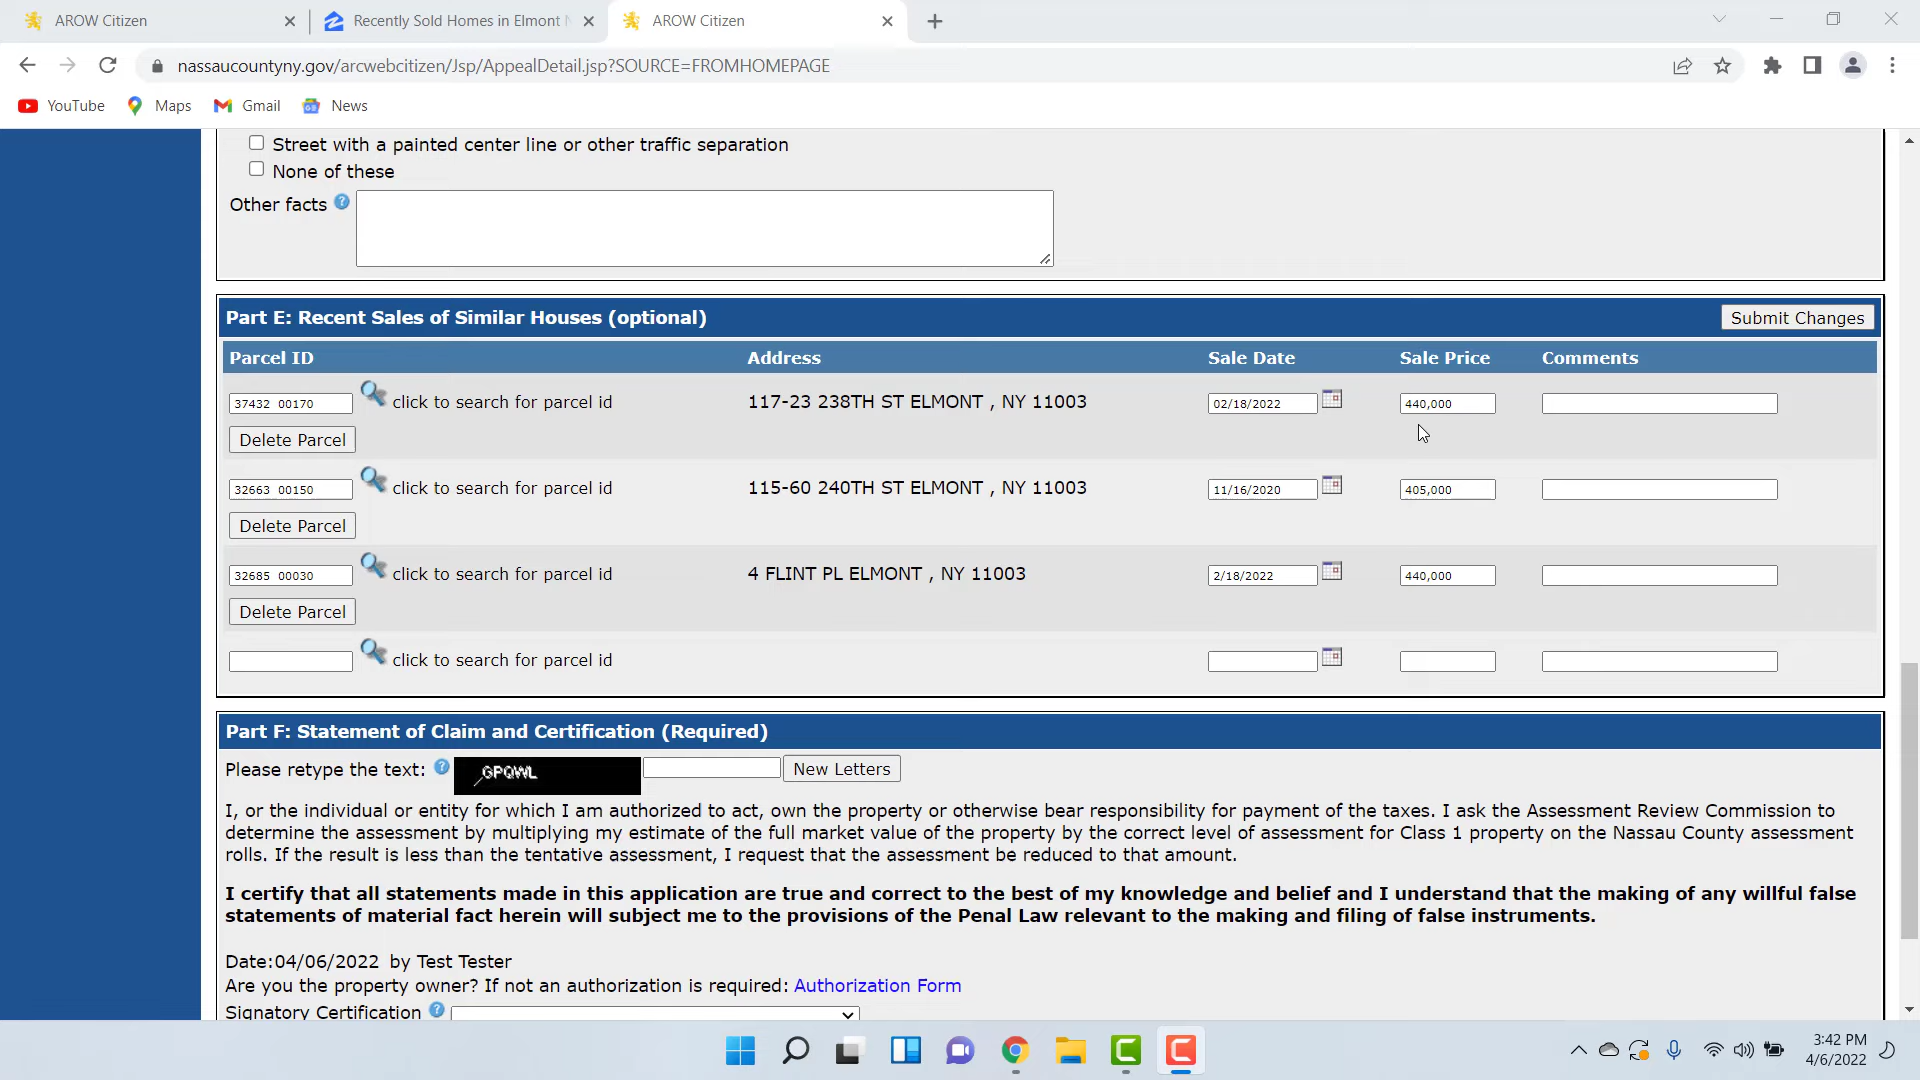 AROW Citizen
Recently Sold Homes in Elmont
AROW Citizen
nassaucountyny.gov/arcwebcitizen/Jsp/AppealDetail.jsp?SOURCE=FROMHOMEPAGE
YouTube Maps Gmail News
Street with a painted center line or other traffic separation
None of these
Other facts
Part E: Recent Sales of Similar Houses (optional) Submit Changes
Parcel ID Address Sale Date Sale Price Comments
37432 00170 click to search for parcel id 117-23 238TH ST ELMONT , NY 11003 02/18/2022 440,000
Delete Parcel
32663 00150 click to search for parcel id 115-60 240TH ST ELMONT , NY 11003 11/16/2020 405,000
Delete Parcel
32685 00030 click to search for parcel id 4 FLINT PL ELMONT , NY 11003 2/18/2022 440,000
Delete Parcel
click to search for parcel id
Part F: Statement of Claim and Certification (Required)
Please retype the text: GPQWL New Letters
I, or the individual or entity for which I am authorized to act, own the property or otherwise bear responsibility for payment of the taxes. I ask the Assessment Review Commission to
determine the assessment by multiplying my estimate of the full market value of the property by the correct level of assessment for Class 1 property on the Nassau County assessment
rolls. If the result is less than the tentative assessment, I request that the assessment be reduced to that amount.
I certify that all statements made in this application are true and correct to the best of my knowledge and belief and I understand that the making of any willful false
statements of material fact herein will subject me to the provisions of the Penal Law relevant to the making and filing of false instruments.
Date:04/06/2022 by Test Tester
Are you the property owner? If not an authorization is required: Authorization Form
Signatory Certification
3:42 PM
4/6/2022